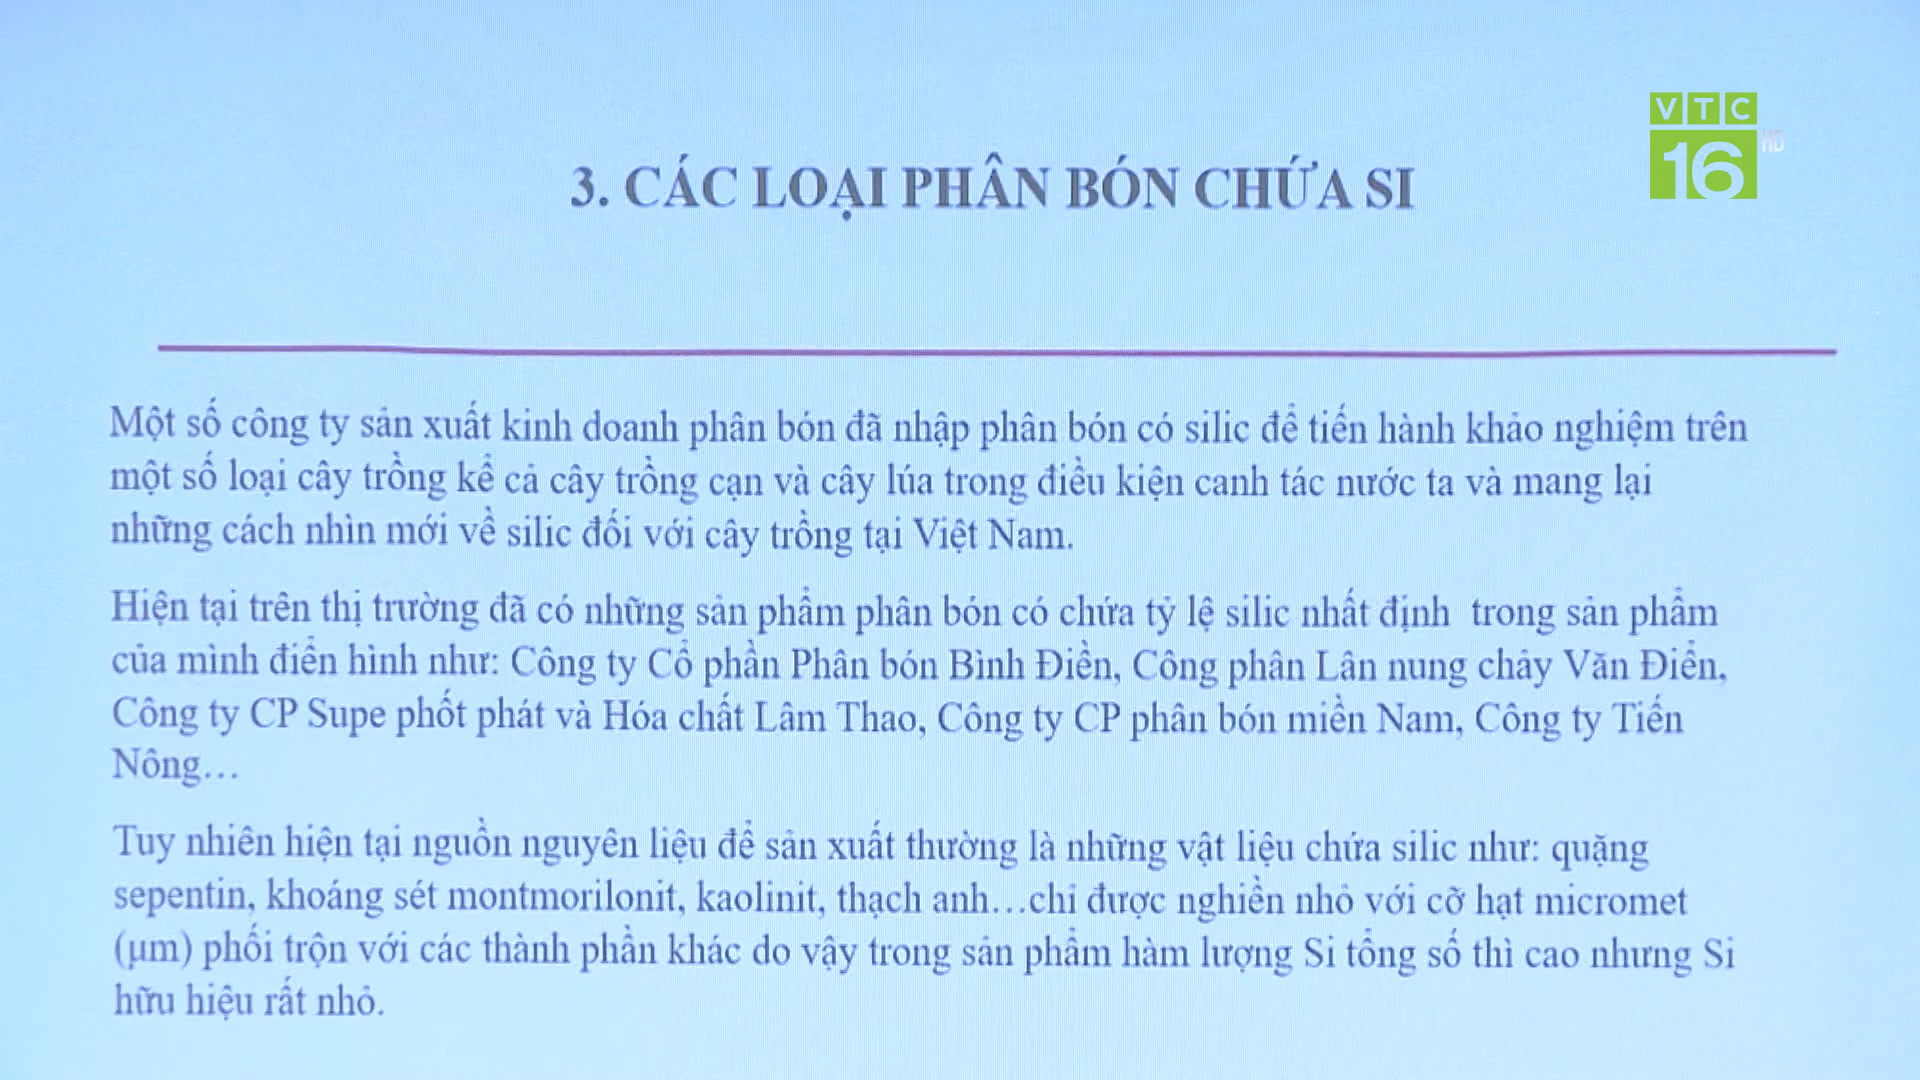 VTC
16
HD
3. CÁC LOẠI PHÂN BÓN CHỨA SI
Một số công ty sản xuất kinh doanh phân bón đã nhập phân bón có silic để tiến hành khảo nghiệm trên
một số loại cây trồng kể cả cây trồng cạn và cây lúa trong điều kiện canh tác nước ta và mang lại
những cách nhìn mới về silic đối với cây trồng tại Việt Nam.
Hiện tại trên thị trường đã có những sản phẩm phân bón có chứa tỷ lệ silic nhất định trong sản phẩm
của mình điển hình như: Công ty Cổ phần Phân bón Bình Điền, Công phân Lân nung chảy Văn Điển,
Công ty CP Supe phốt phát và Hóa chất Lâm Thao, Công ty CP phân bón miền Nam, Công ty Tiến
Nông…
Tuy nhiên hiện tại nguồn nguyên liệu để sản xuất thường là những vật liệu chứa silic như: quặng
sepentin, khoáng sét montmorilonit, kaolinit, thạch anh…chỉ được nghiền nhỏ với cỡ hạt micromet
(µm) phối trộn với các thành phần khác do vậy trong sản phẩm hàm lượng Si tổng số thì cao nhưng Si
hữu hiệu rất nhỏ.